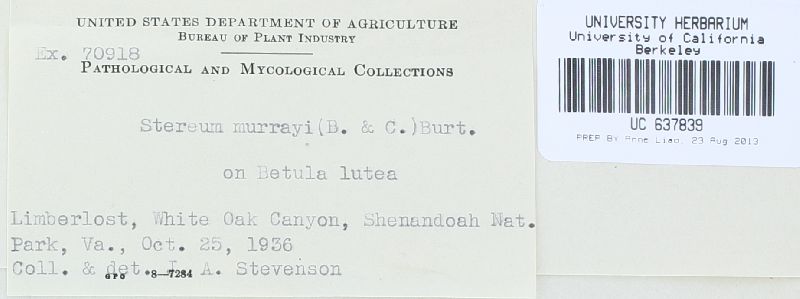 UNITED STATES DEPARTMENT OF AGRICULTURE
BUREAU OF PLANT INDUSTRY
Ex. 70918
PATHOLOGICAL AND MYCOLOGICAL COLLECTIONS
Stereum murrayi(B. & C.)Burt.
on Betula lutea
Limberlost, White Oak Canyon, Shenandoah Nat.
Park, Va., Oct. 25, 1936
Coll. & det. A. Stevenson
GPO 8—7284
UNIVERSITY HERBARIUM
University of California
Berkeley
UC 637839
PREP BY Anne Liao, 23 Aug 2013